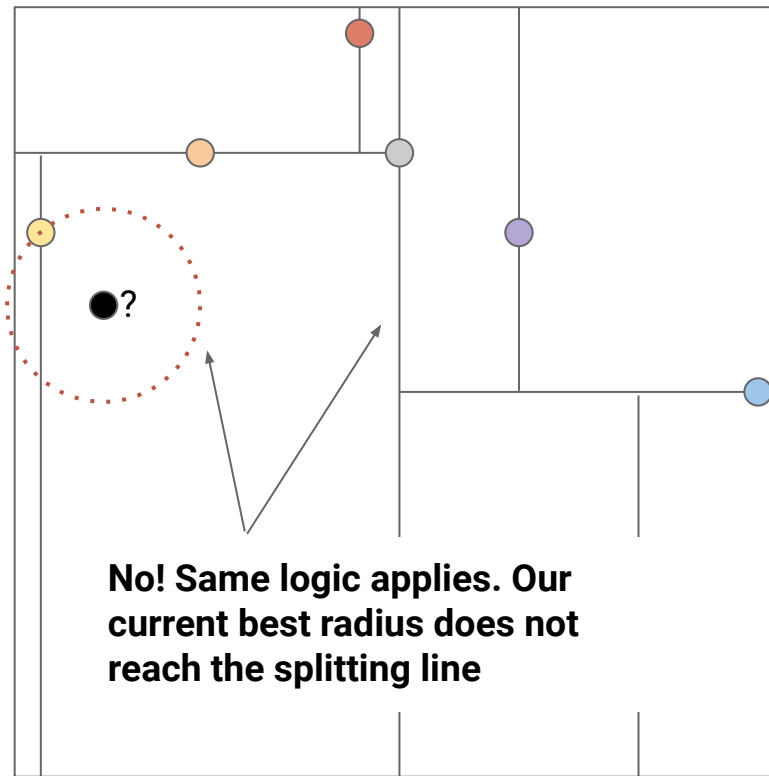 ?
No! Same logic applies. Our
current best radius does not
reach the splitting line